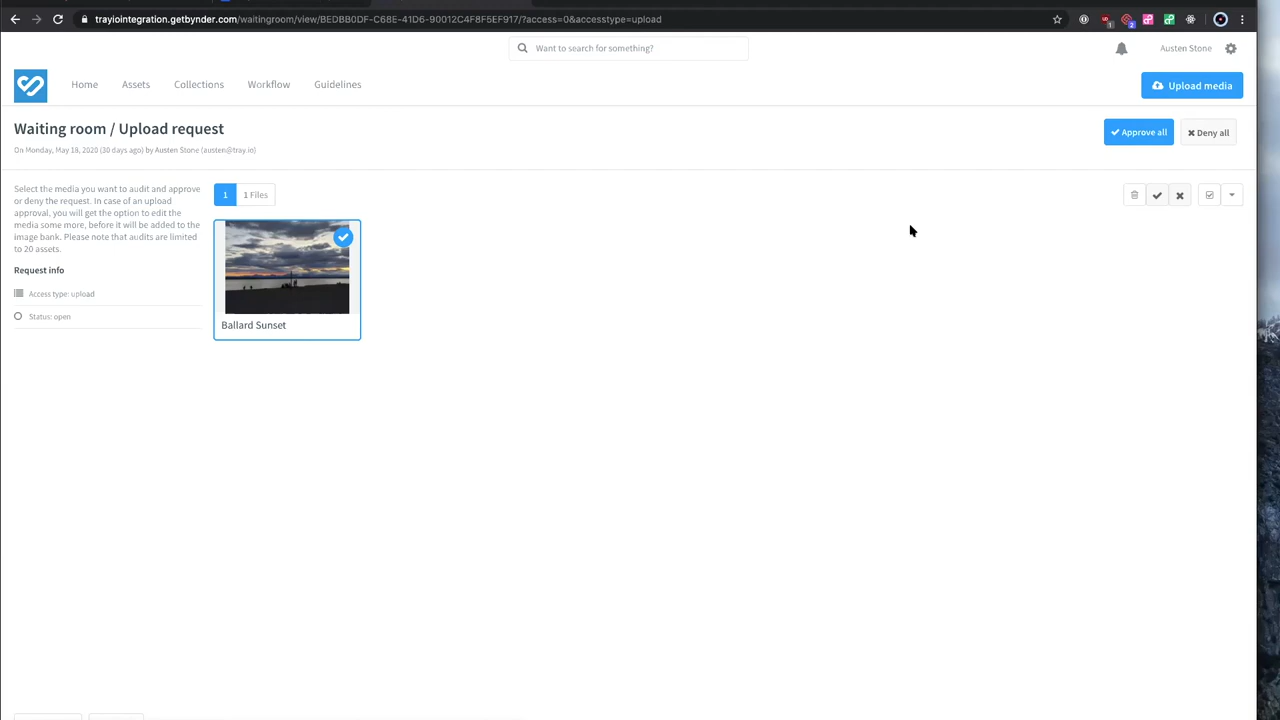 trayiointegration.getbynder.com/waitingroom/view/BEDBB0DF-C68E-41D6-90012C4F8F5EF917/?access=0&accesstype=upload
Want to search for something?
Austen Stone
Home
Assets
Collections
Workflow
Guidelines
Upload media
Waiting room / Upload request
On Monday, May 18, 2020 (30 days ago) by Austen Stone (austen@tray.io)
Approve all
Deny all
Select the media you want to audit and approve
or deny the request. In case of an upload
approval, you will get the option to edit the
media some more, before it will be added to the
image bank. Please note that audits are limited
to 20 assets.
Request info
Access type: upload
Status: open
1
1 Files
Ballard Sunset